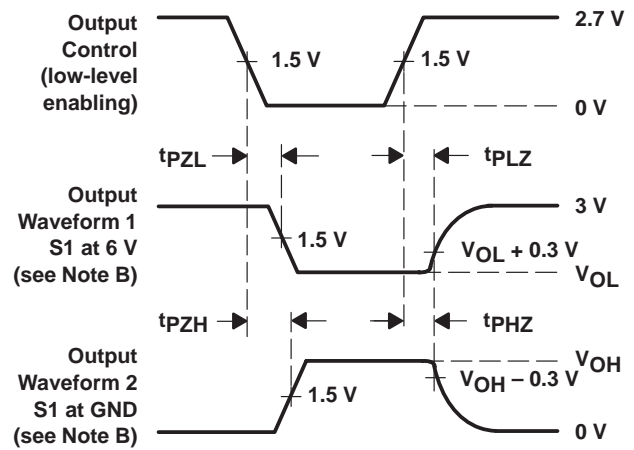 Output
Control
(low-level
enabling)
1.5 V
1.5 V
2.7 V
0 V
tPZL
tPLZ
Output
Waveform 1
S1 at 6 V
(see Note B)
1.5 V
3 V
VOL + 0.3 V
VOL
tPZH
tPHZ
Output
Waveform 2
S1 at GND
(see Note B)
1.5 V
VOH
VOH – 0.3 V
0 V